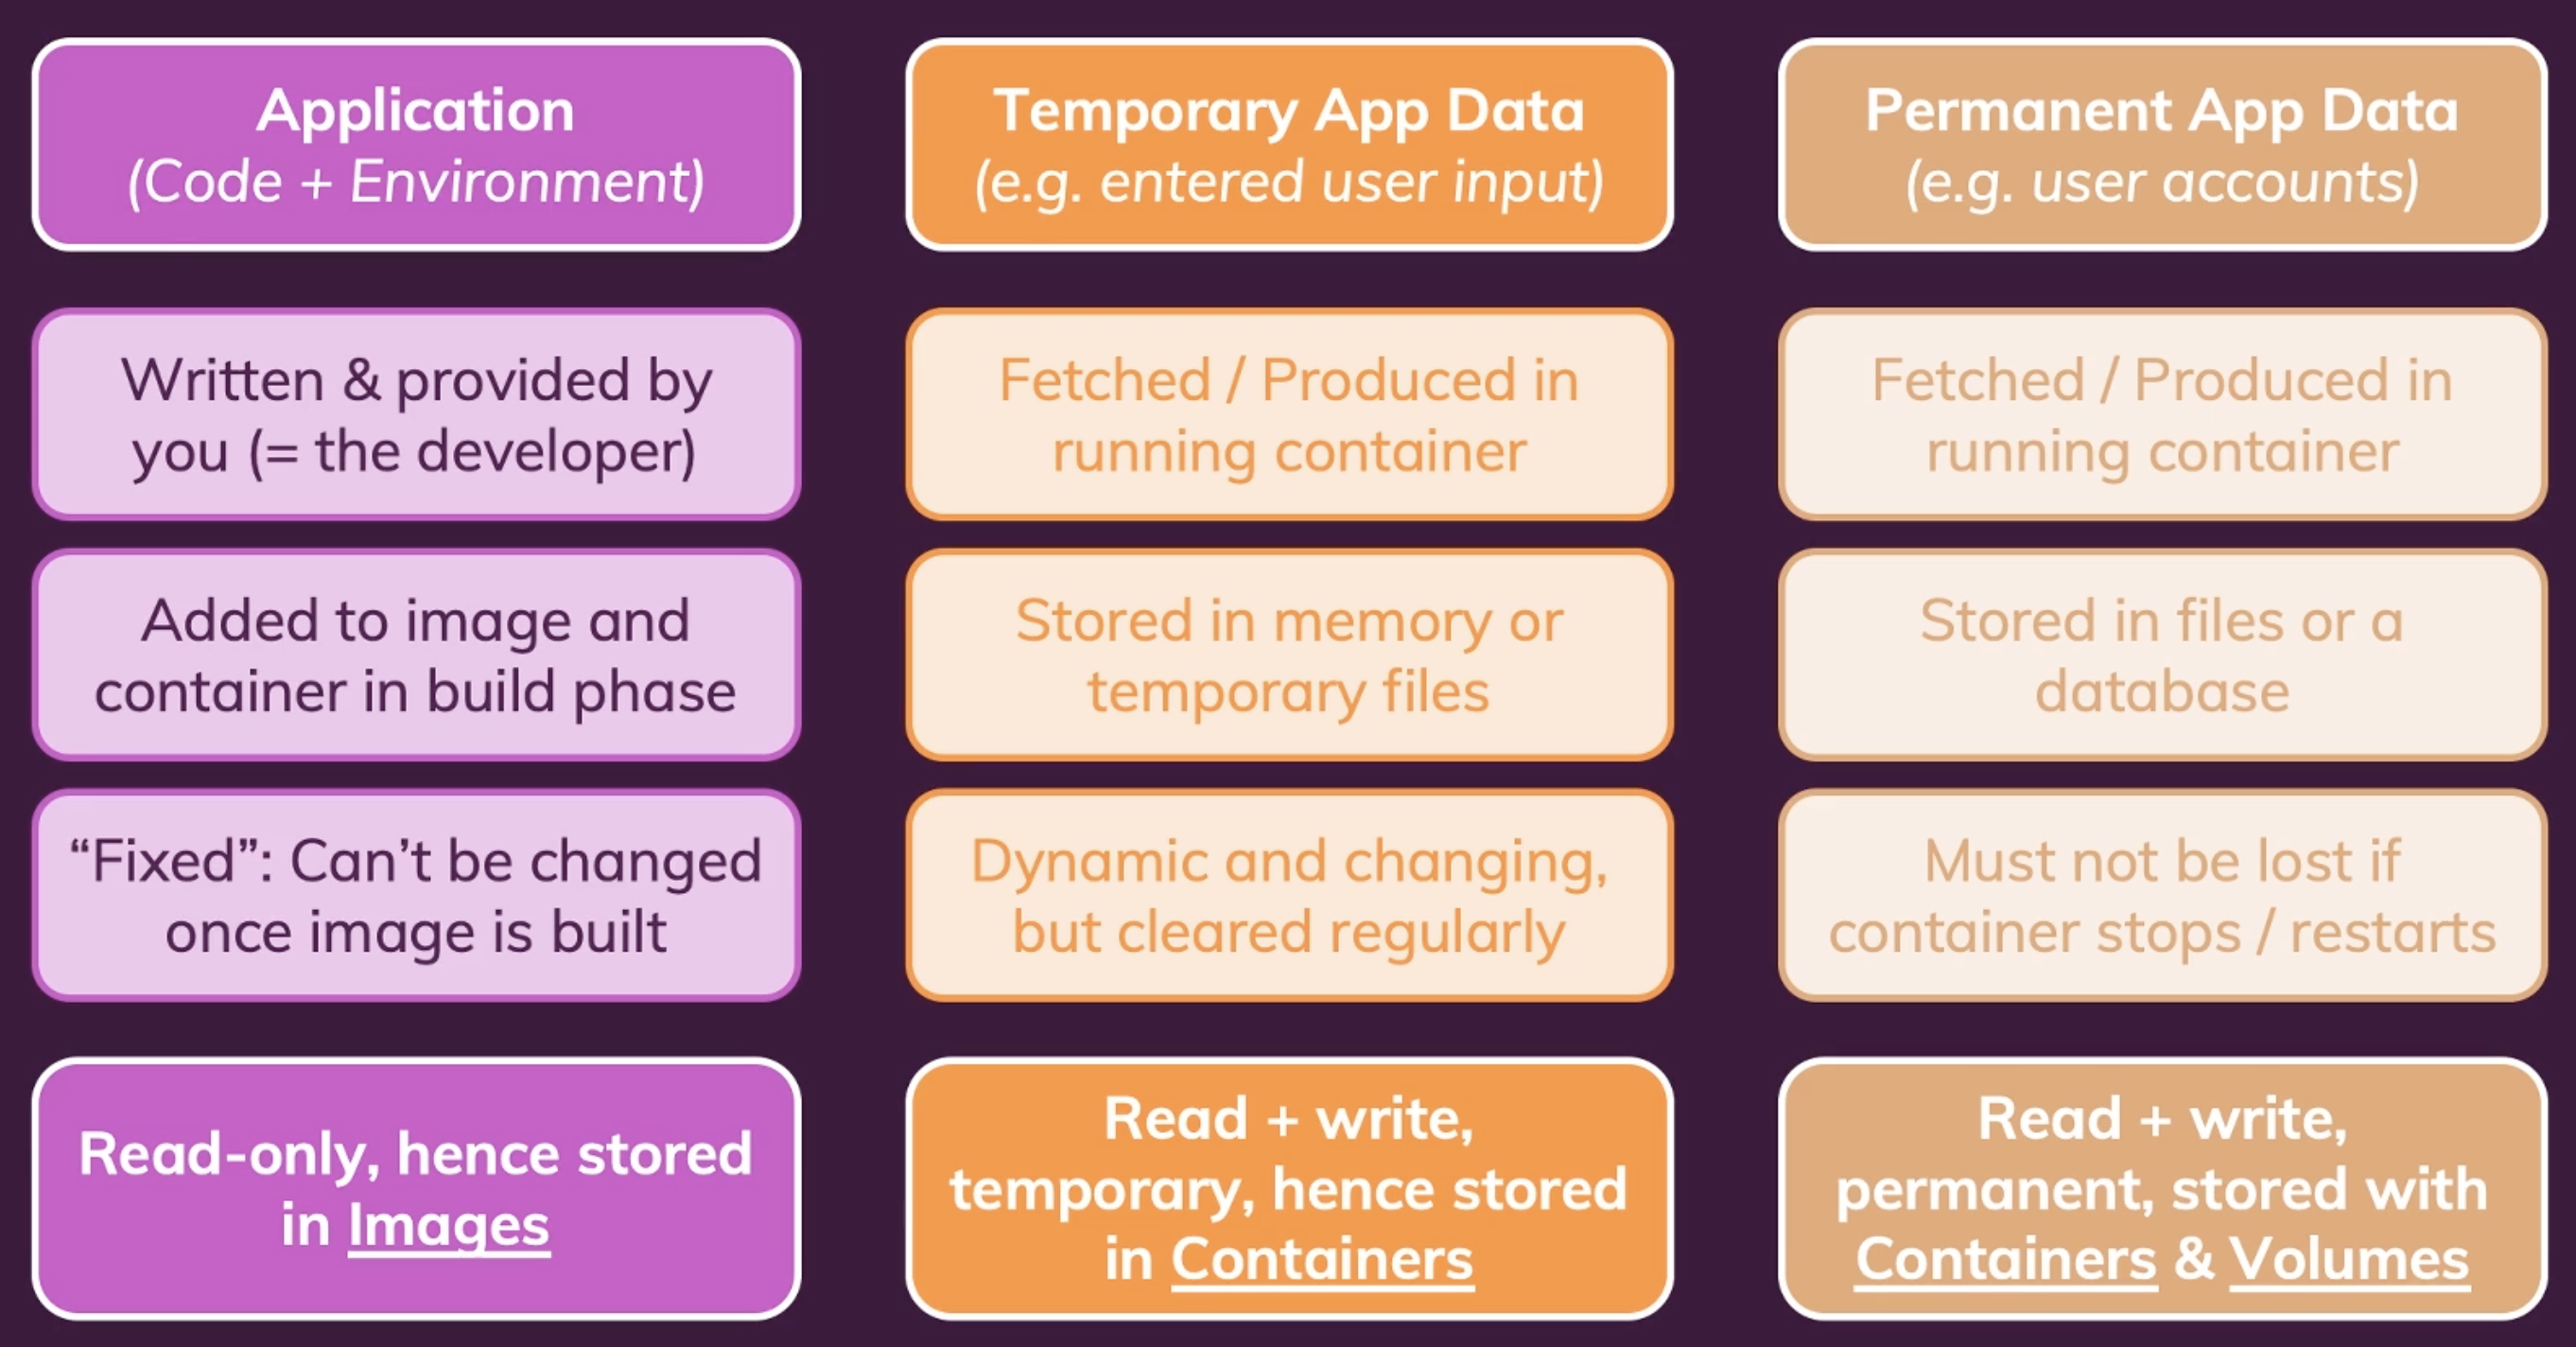 Application
(Code + Environment)
Written & provided by
you (= the developer)
Added to image and
container in build phase
“Fixed”: Can’t be changed
once image is built
Read-only, hence stored
in Images
Temporary App Data
(e.g. entered user input)
Fetched / Produced in
running container
Stored in memory or
temporary files
Dynamic and changing,
but cleared regularly
Read + write,
temporary, hence stored
in Containers
Permanent App Data
(e.g. user accounts)
Fetched / Produced in
running container
Stored in files or a
database
Must not be lost if
container stops / restarts
Read + write,
permanent, stored with
Containers & Volumes